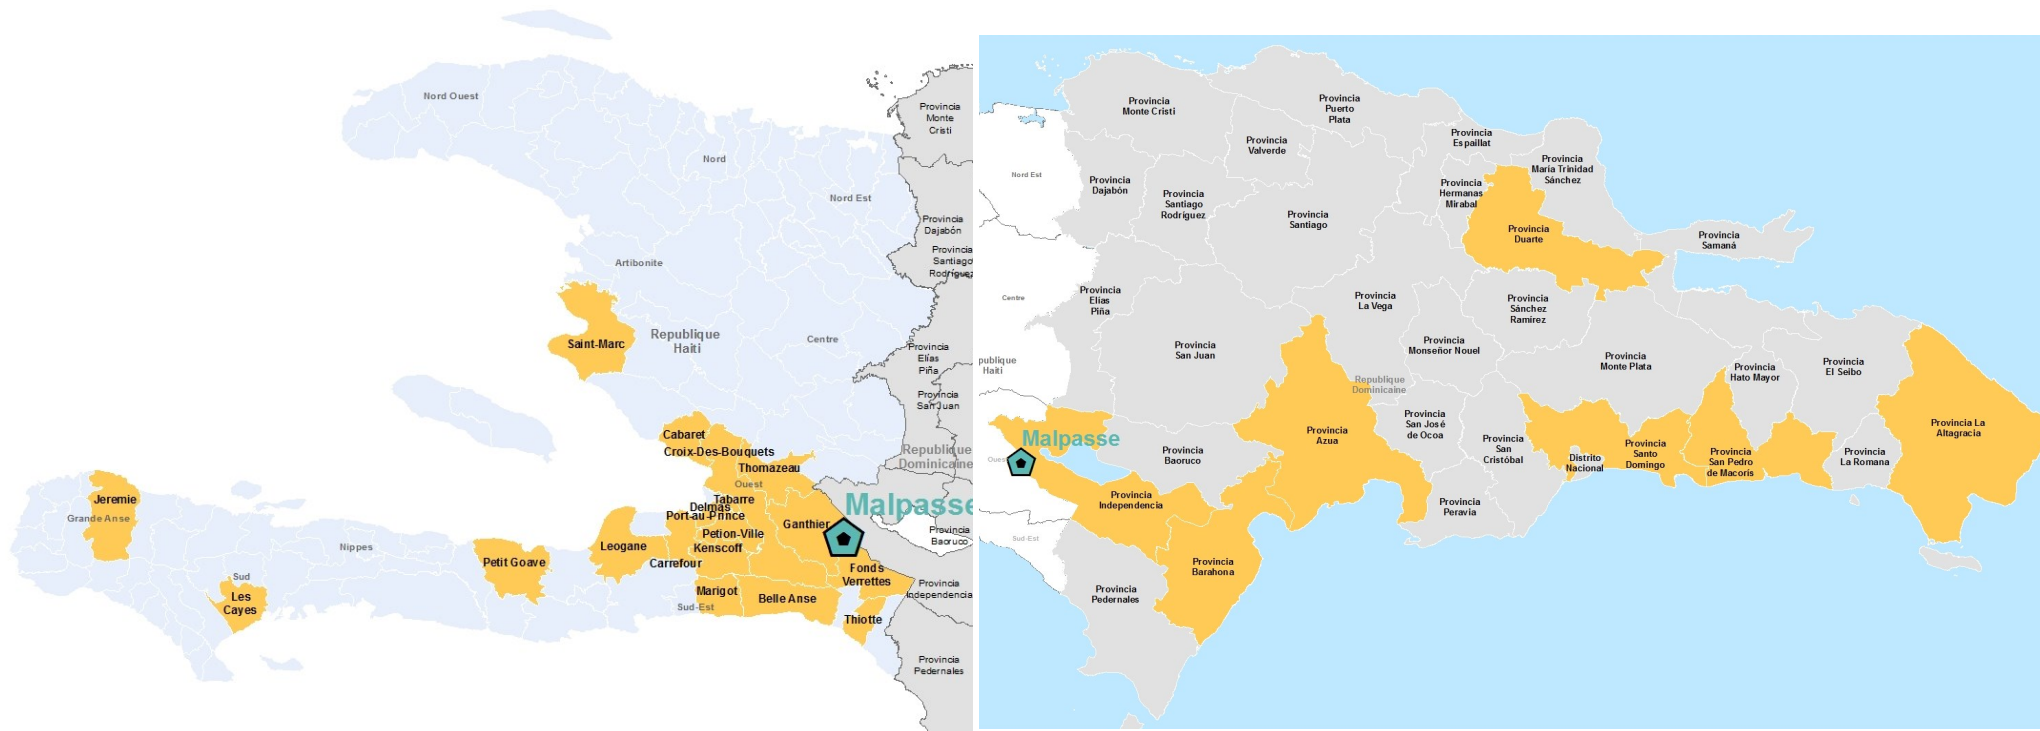 Nord Ouest
Nord
Nord Est
Artibonite
Saint-Marc
Republique
Haiti
Centre
Cabaret
Croix-Des-Bouquets
Thomazeau
Ouest
Tabarre
Delmas
Port-au-Prince
Ganthier
Petion-Ville
Kenscoff
Carrefour
Leogane
Petit Goave
Nippes
Jeremie
Grande Anse
Sud
Les
Cayes
Marigot
Sud-Est
Belle Anse
Fonds
Verrettes
Thiotte
Malpasse
Provincia
Monte
Cristi
Provincia
Dajabón
Provincia
Santiago
Rodríguez
Provincia
Elías
Piña
Provincia
San Juan
Republique
Dominicaine
Provincia
Baoruco
Provincia
Independencia
Provincia
Pedernales
Nord Est
Centre
publique
Haiti
Oues
Sud-Est
Malpasse
Provincia
Monte Cristi
Provincia
Puerto
Plata
Provincia
Valverde
Provincia
Espaillat
Provincia
María Trinidad
Sánchez
Provincia
Dajabón
Provincia
Santiago
Rodríguez
Provincia
Santiago
Provincia
Hermanas
Mirabal
Provincia
Duarte
Provincia
Samaná
Provincia
Elías
Piña
Provincia
La Vega
Provincia
Sánchez
Ramírez
Provincia
San Juan
Provincia
Monseñor Nouel
Provincia
Monte Plata
Provincia
Hato Mayor
Provincia
El Seibo
Republique
Dominicaine
Provincia
Azua
Provincia
San José
de Ocoa
Provincia
San
Cristóbal
Distrito
Nacional
Provincia
Santo
Domingo
Provincia
San Pedro
de Macorís
Provincia
La Romana
Provincia La
Altagracia
Provincia
Baoruco
Provincia
Independencia
Provincia
Peravia
Provincia
Barahona
Provincia
Pedernales